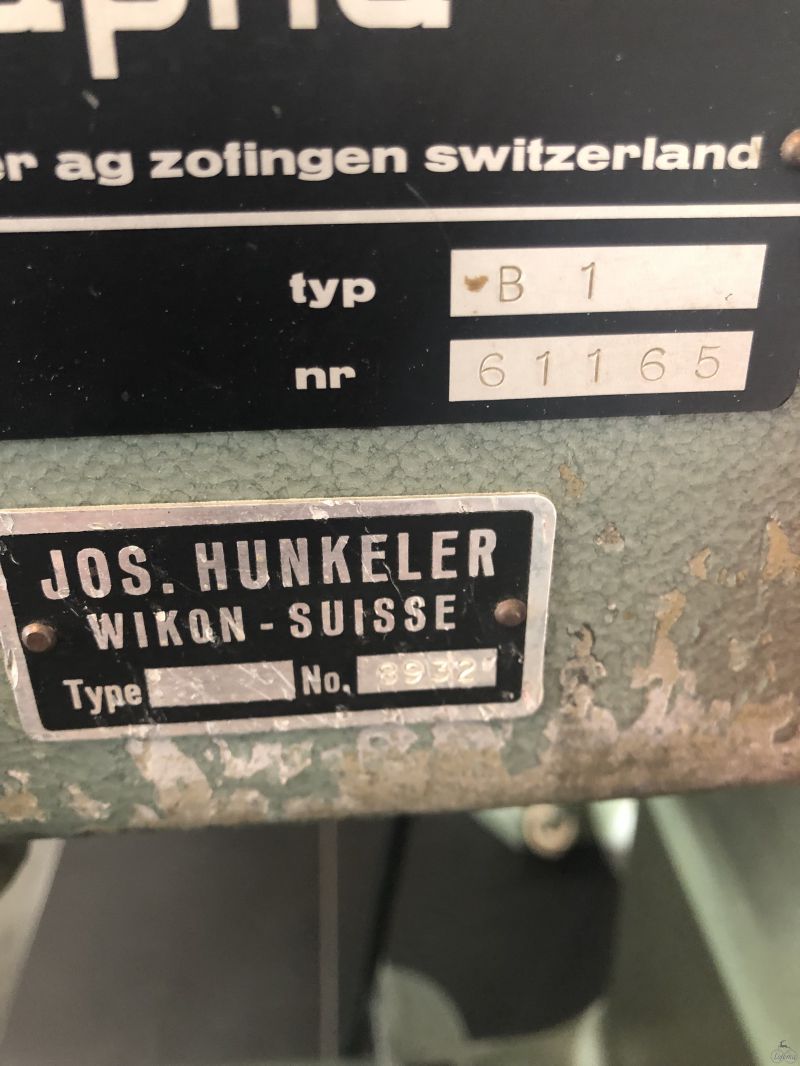 er ag zofingen switzerland
typ B 1
nr 61165
JOS. HUNKELER
WIKON - SUISSE
Type No. 8932